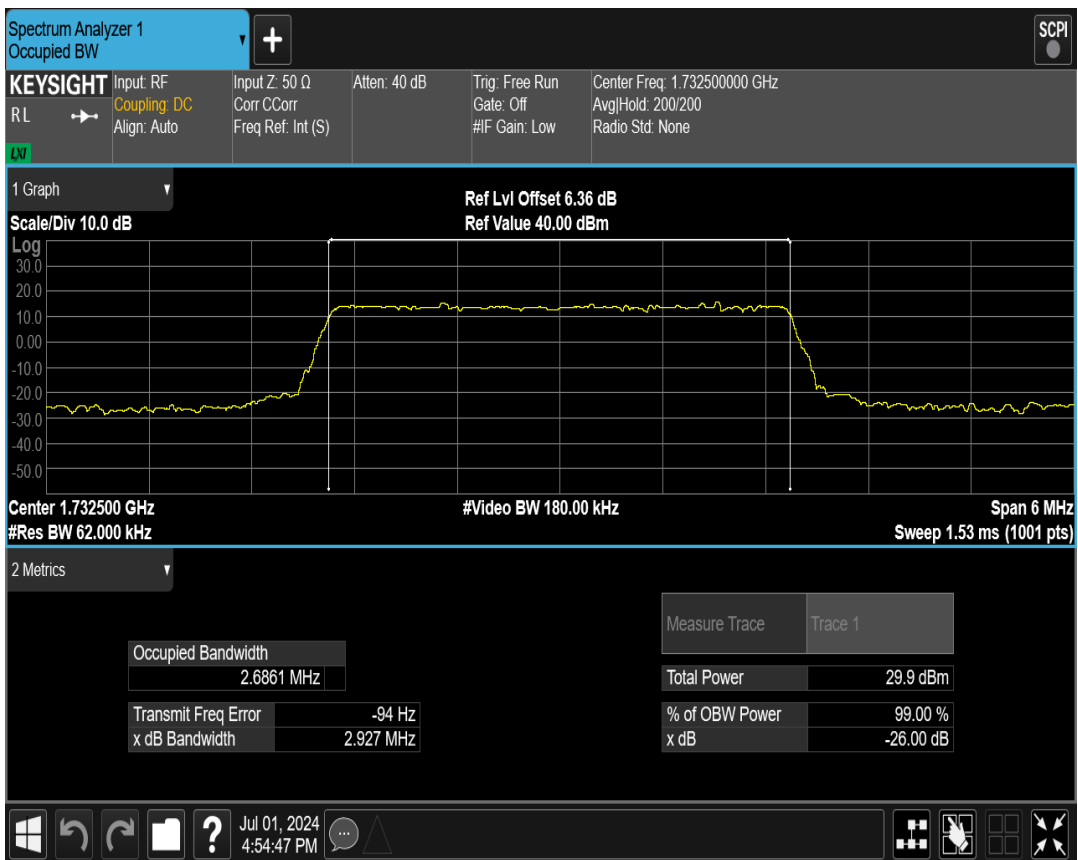 Spectrum Analyzer 1
Occupied BW
+
SCPI
KEYSIGHT
R L
LXI
Input: RF
Coupling: DC
Align: Auto
Input Z: 50 Ω
Corr CCorr
Freq Ref: Int (S)
Atten: 40 dB
Trig: Free Run
Gate: Off
#IF Gain: Low
Center Freq: 1.732500000 GHz
Avg|Hold: 200/200
Radio Std: None
1 Graph
Scale/Div 10.0 dB
Ref Lvl Offset 6.36 dB
Ref Value 40.00 dBm
Log
30.0
20.0
10.0
0.00
-10.0
-20.0
-30.0
-40.0
-50.0
Center 1.732500 GHz
#Res BW 62.000 kHz
#Video BW 180.00 kHz
Span 6 MHz
Sweep 1.53 ms (1001 pts)
2 Metrics
Measure Trace Trace 1
Occupied Bandwidth
2.6861 MHz
Total Power 29.9 dBm
Transmit Freq Error -94 Hz
% of OBW Power 99.00 %
x dB Bandwidth 2.927 MHz
x dB -26.00 dB
?
Jul 01, 2024
4:54:47 PM